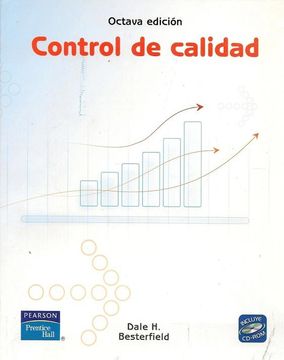 Octava edición
Control de calidad
PEARSON
Prentice
Hall
®
Dale H.
Besterfield
INCLUYE
CD-ROM